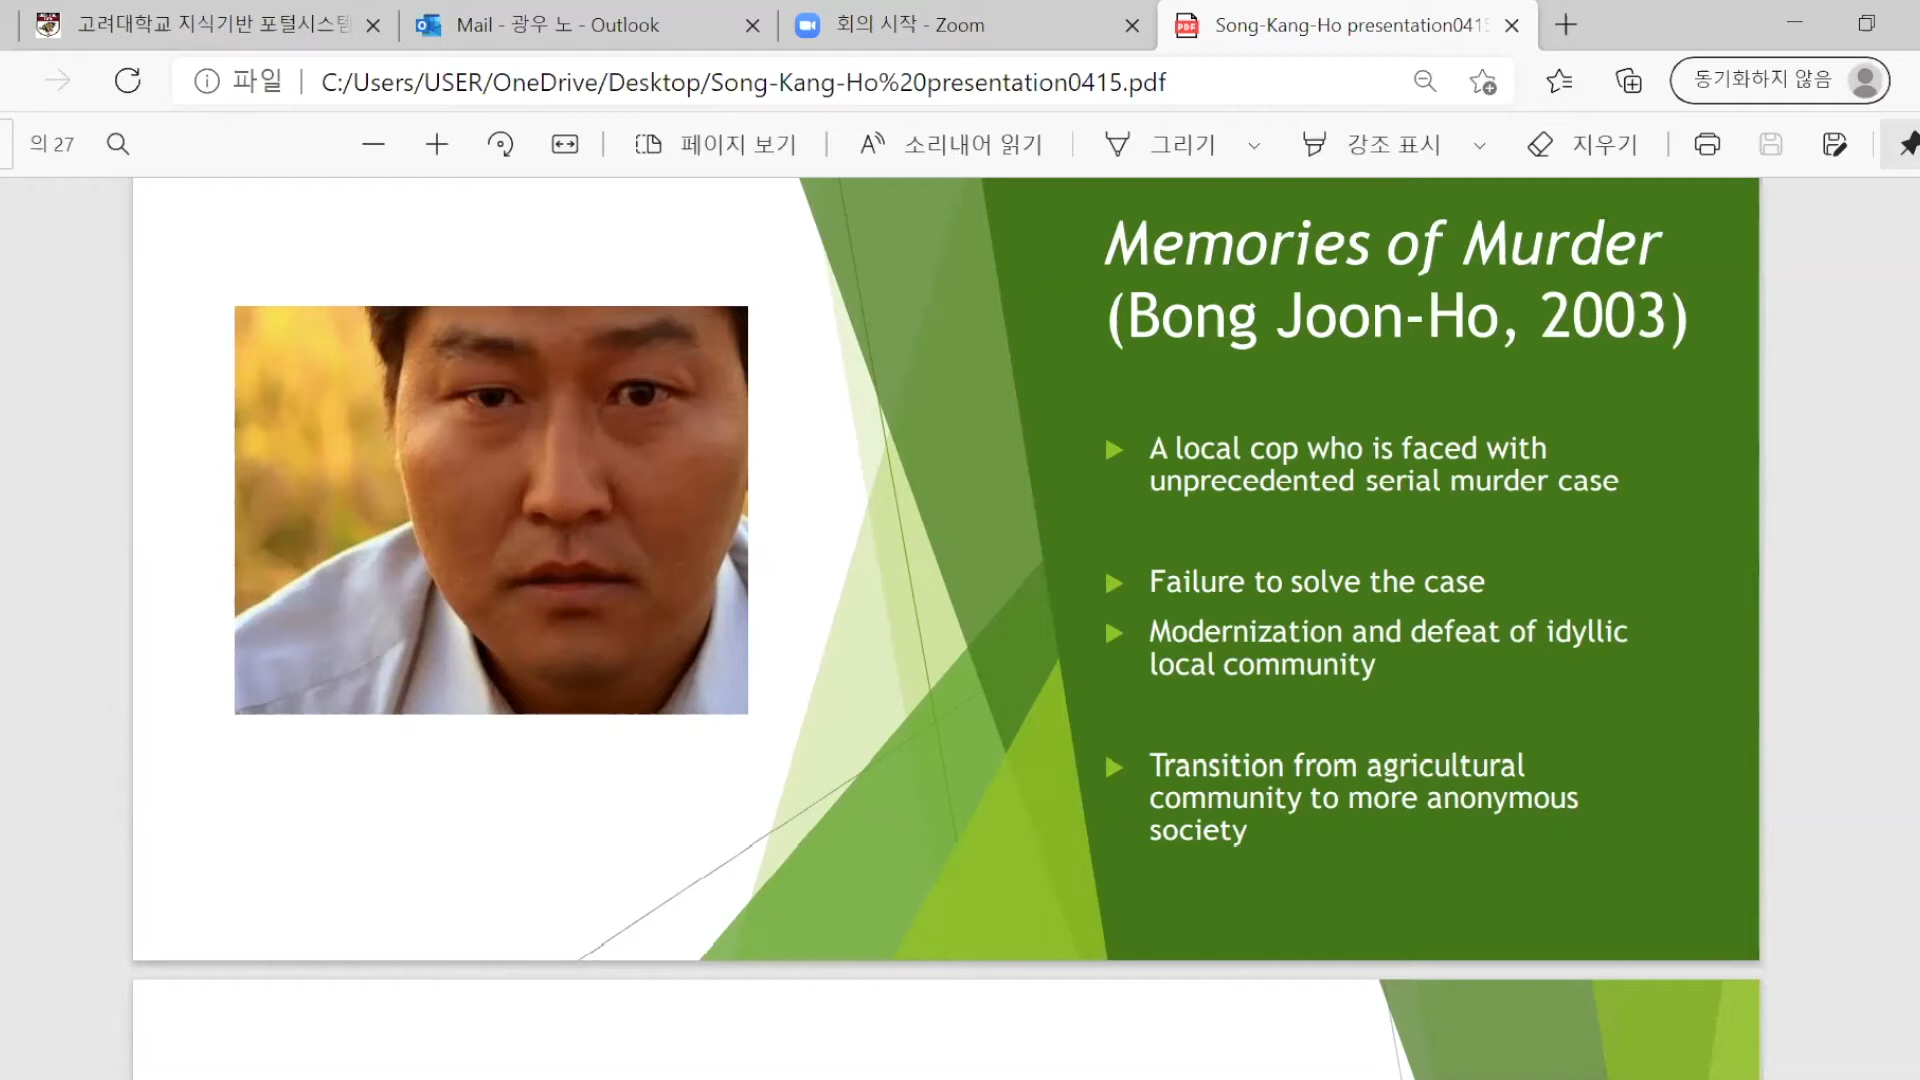 고려대학교 지식기반 포털시스템
Mail - 광우 노 - Outlook
회의 시작 - Zoom
Song-Kang-Ho presentation041
파일
C:/Users/USER/OneDrive/Desktop/Song-Kang-Ho%20presentation0415.pdf
동기화하지 않음
의 27
페이지 보기
소리내어 읽기
그리기
강조 표시
지우기
Memories of Murder
(Bong Joon-Ho, 2003)
A local cop who is faced with
unprecedented serial murder case
Failure to solve the case
Modernization and defeat of idyllic
local community
Transition from agricultural
community to more anonymous
society